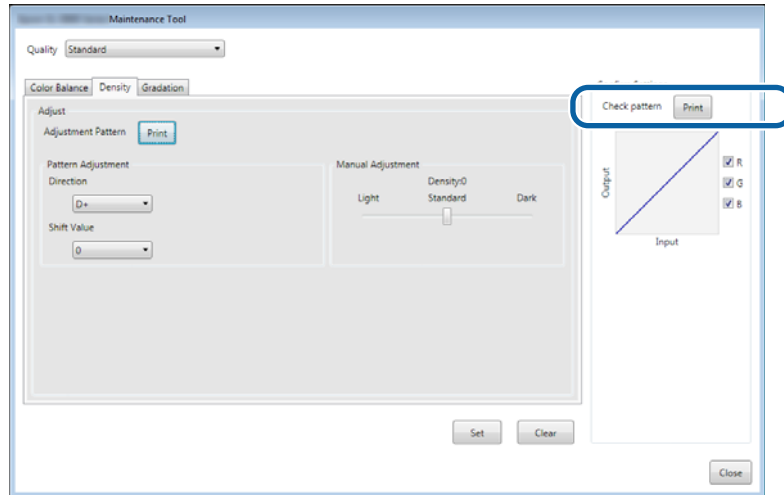 Maintenance Tool
Quality Standard
Color Balance Density Gradation
Adjust
Adjustment Pattern Print
Pattern Adjustment
Direction
D+
Shift Value
0
Manual Adjustment
Density:0
Light Standard Dark
Check pattern Print
Output
R
G
B
Input
Set Clear
Close